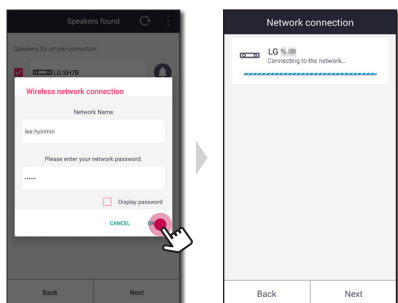 Speakers found
Speakers for simple connection
LG SH7B
Wireless network connection
Network Name
lee.hyinmin
Please enter your network password.
••••••
Display password
CANCEL
Back
Next
Network connection
LG
Connecting to the network...
Back
Next